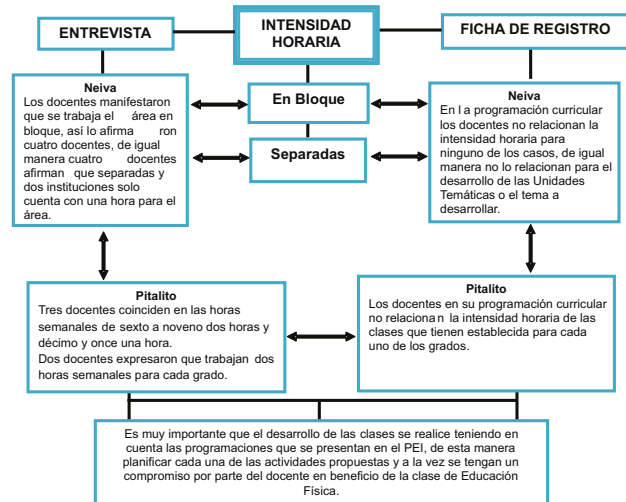 ENTREVISTA
INTENSIDAD
HORARIA
FICHA DE REGISTRO
Neiva
Los docentes manifestaron
que se trabaja el área en
bloque, así lo afirma ron
cuatro docentes, de igual
manera cuatro docentes
afirman que separadas y
dos instituciones solo
cuenta con una hora para el
área.
En Bloque
Separadas
Neiva
En l a programación curricular
los docentes no relacionan la
intensidad horaria para
ninguno de los casos, de igual
manera no lo relacionan para el
desarrollo de las Unidades
Temáticas o el tema a
desarrollar.
Pitalito
Tres docentes coinciden en las horas
semanales de sexto a noveno dos horas y
décimo y once una hora.
Dos docentes expresaron que trabajan dos
horas semanales para cada grado.
Pitalito
Los docentes en su programación curricular
no relaciona n la intensidad horaria de las
clases que tienen establecida para cada
uno de los grados.
Es muy importante que el desarrollo de las clases se realice teniendo en
cuenta las programaciones que se presentan en el PEI, de esta manera
planificar cada una de las actividades propuestas y a la vez se tengan un
compromiso por parte del docente en beneficio de la clase de Educación
Física.